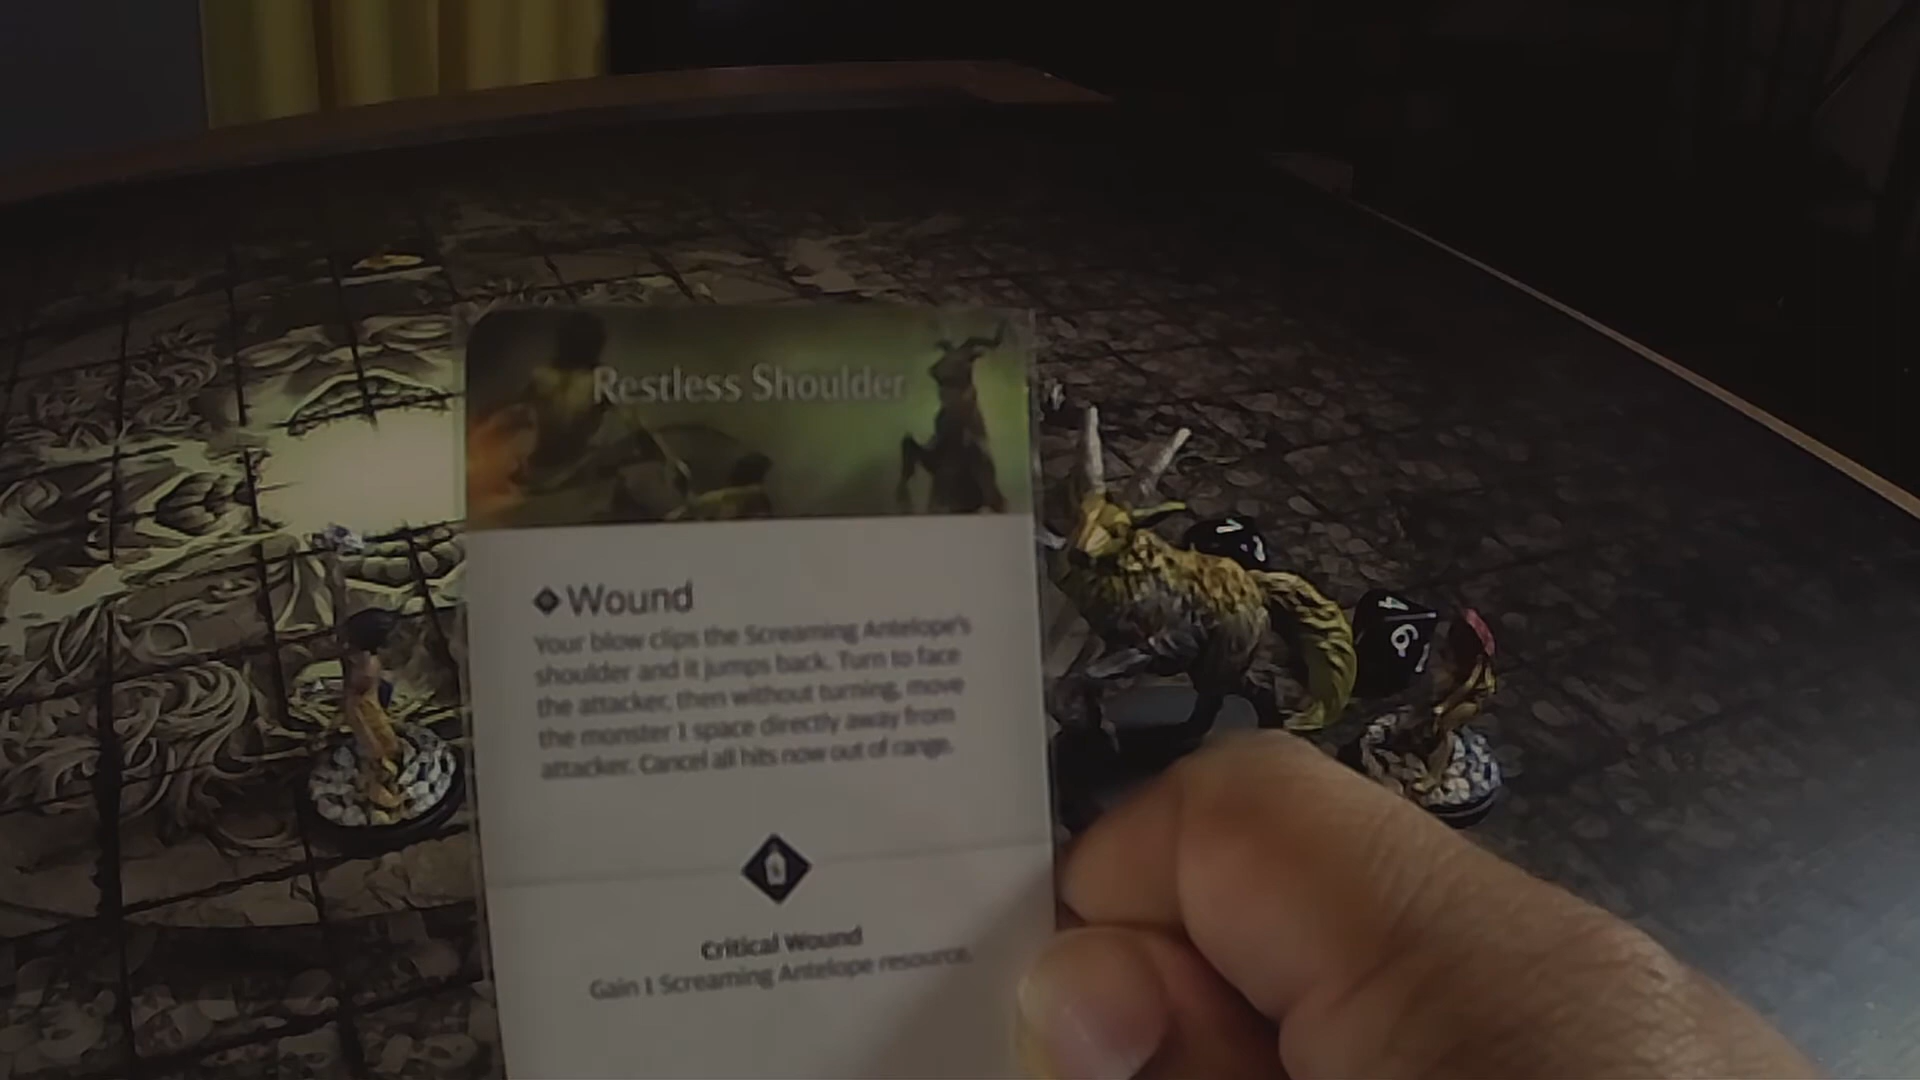 Restless Shoulder
Wound
Your blow clips the Screaming Antelope's
shoulder and it jumps back. Turn to face
the attacker, then without turning, move
the monster 1 space directly away from
attacker. Cancel all hits now out of range.
Critical Wound
Gain 1 Screaming Antelope resource.
4
6